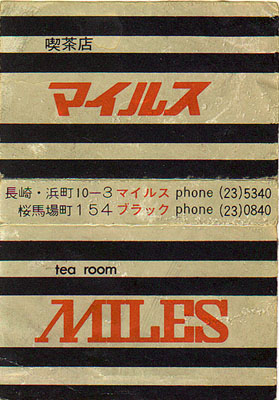 喫茶店
マイルス
長崎・浜町10−3 マイルス phone (23)5340
桜馬場町154 ブラック phone (23)0840
tea room
MILES